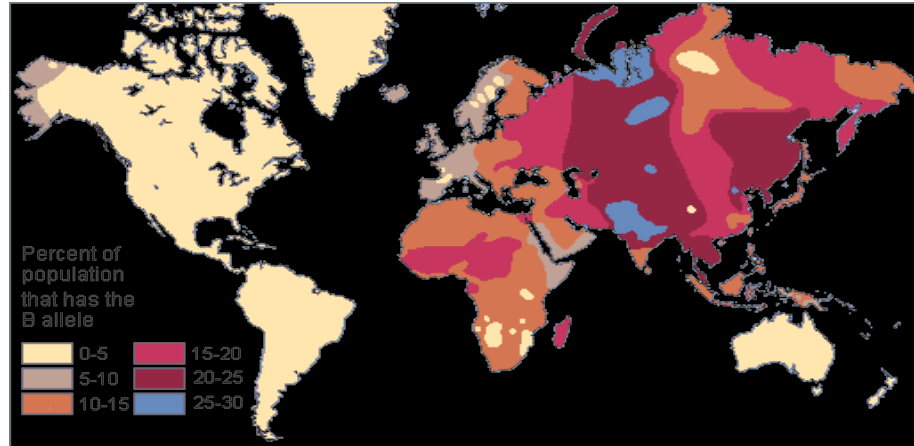 Percent of
population
that has the
B allele
0-5
5-10
10-15
15-20
20-25
25-30